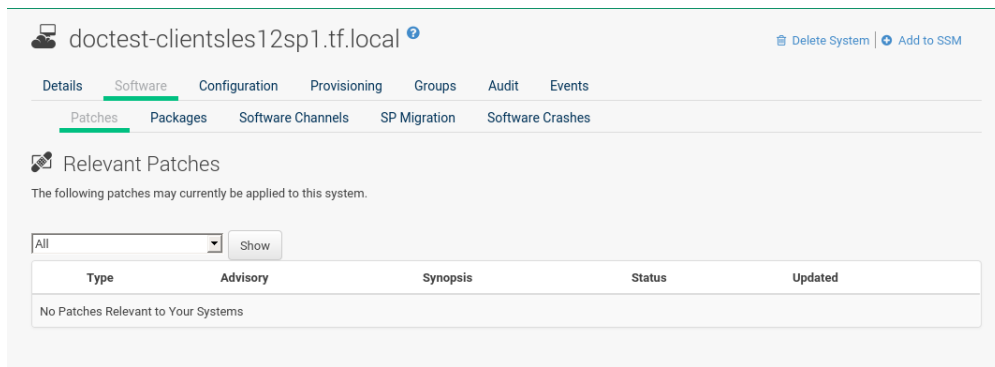 doctest-clientsles12sp1.tf.local ?
Delete System | Add to SSM
Details Software Configuration Provisioning Groups Audit Events
Patches Packages Software Channels SP Migration Software Crashes
Relevant Patches
The following patches may currently be applied to this system.
All Show
Type Advisory Synopsis Status Updated
No Patches Relevant to Your Systems